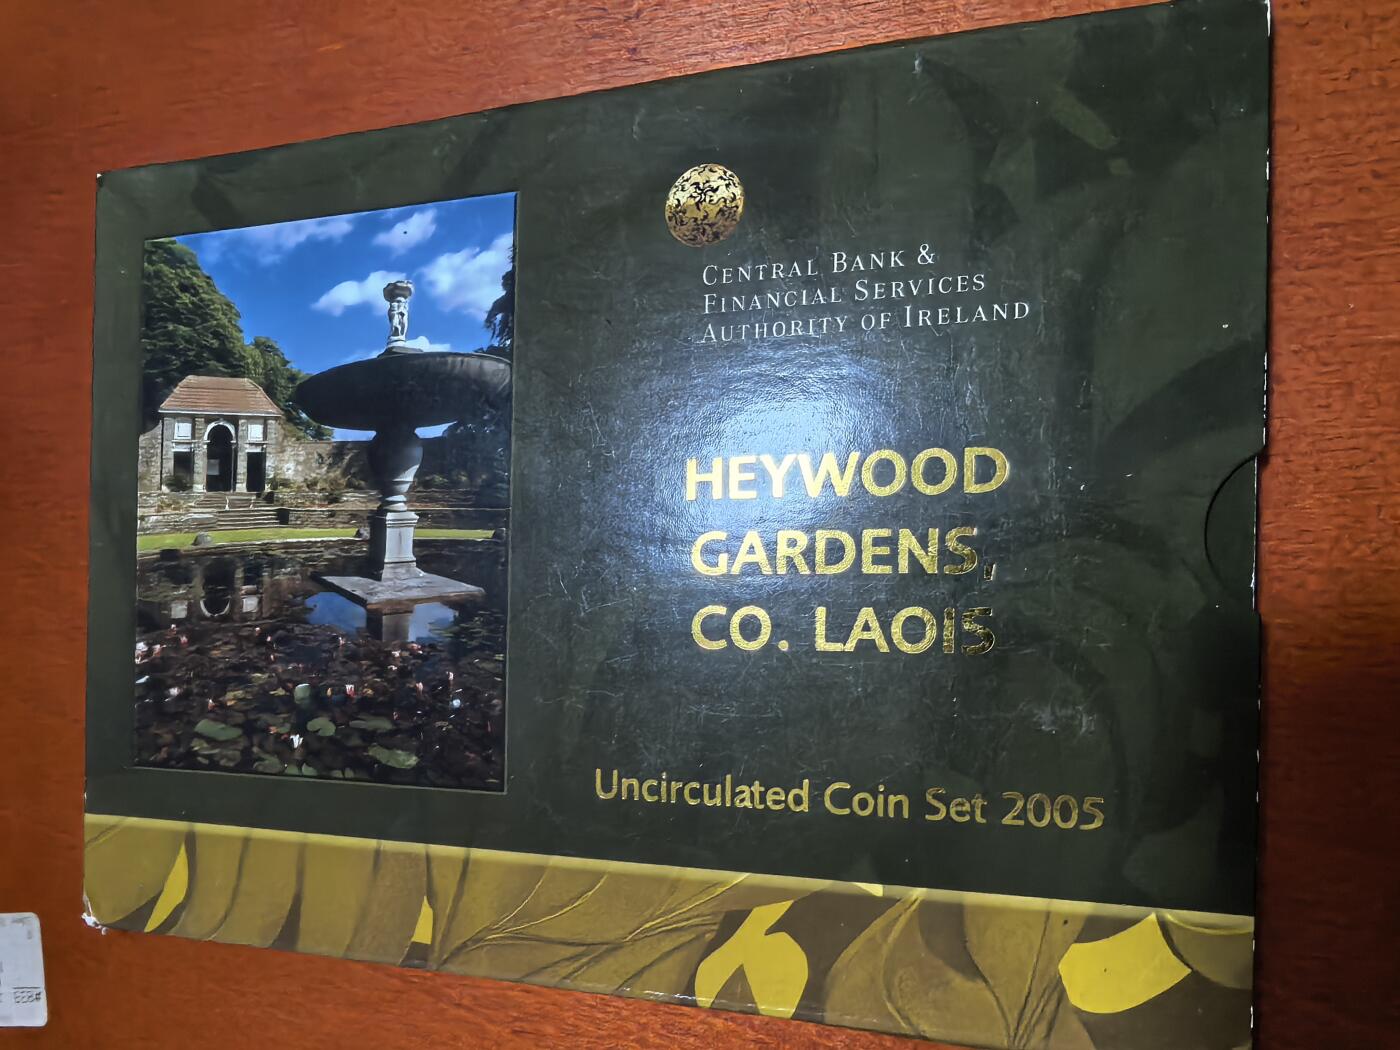 CENTRAL BANK &
FINANCIAL SERVICES
AUTHORITY OF IRELAND
HEYWOOD
GARDENS,
CO. LAOIS
Uncirculated Coin Set 2005